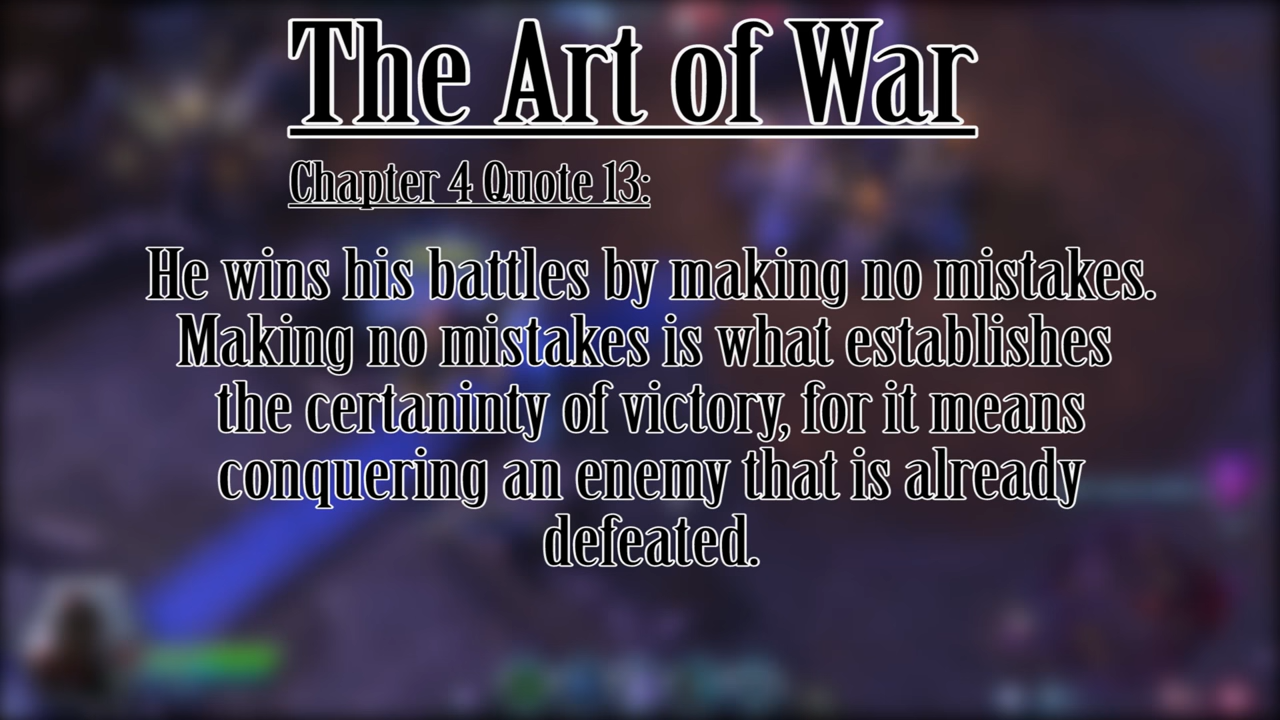 The Art of War
Chapter 4 Quote 13:
He wins his battles by making no mistakes.
Making no mistakes is what establishes
the certaninty of victory, for it means
conquering an enemy that is already
defeated.